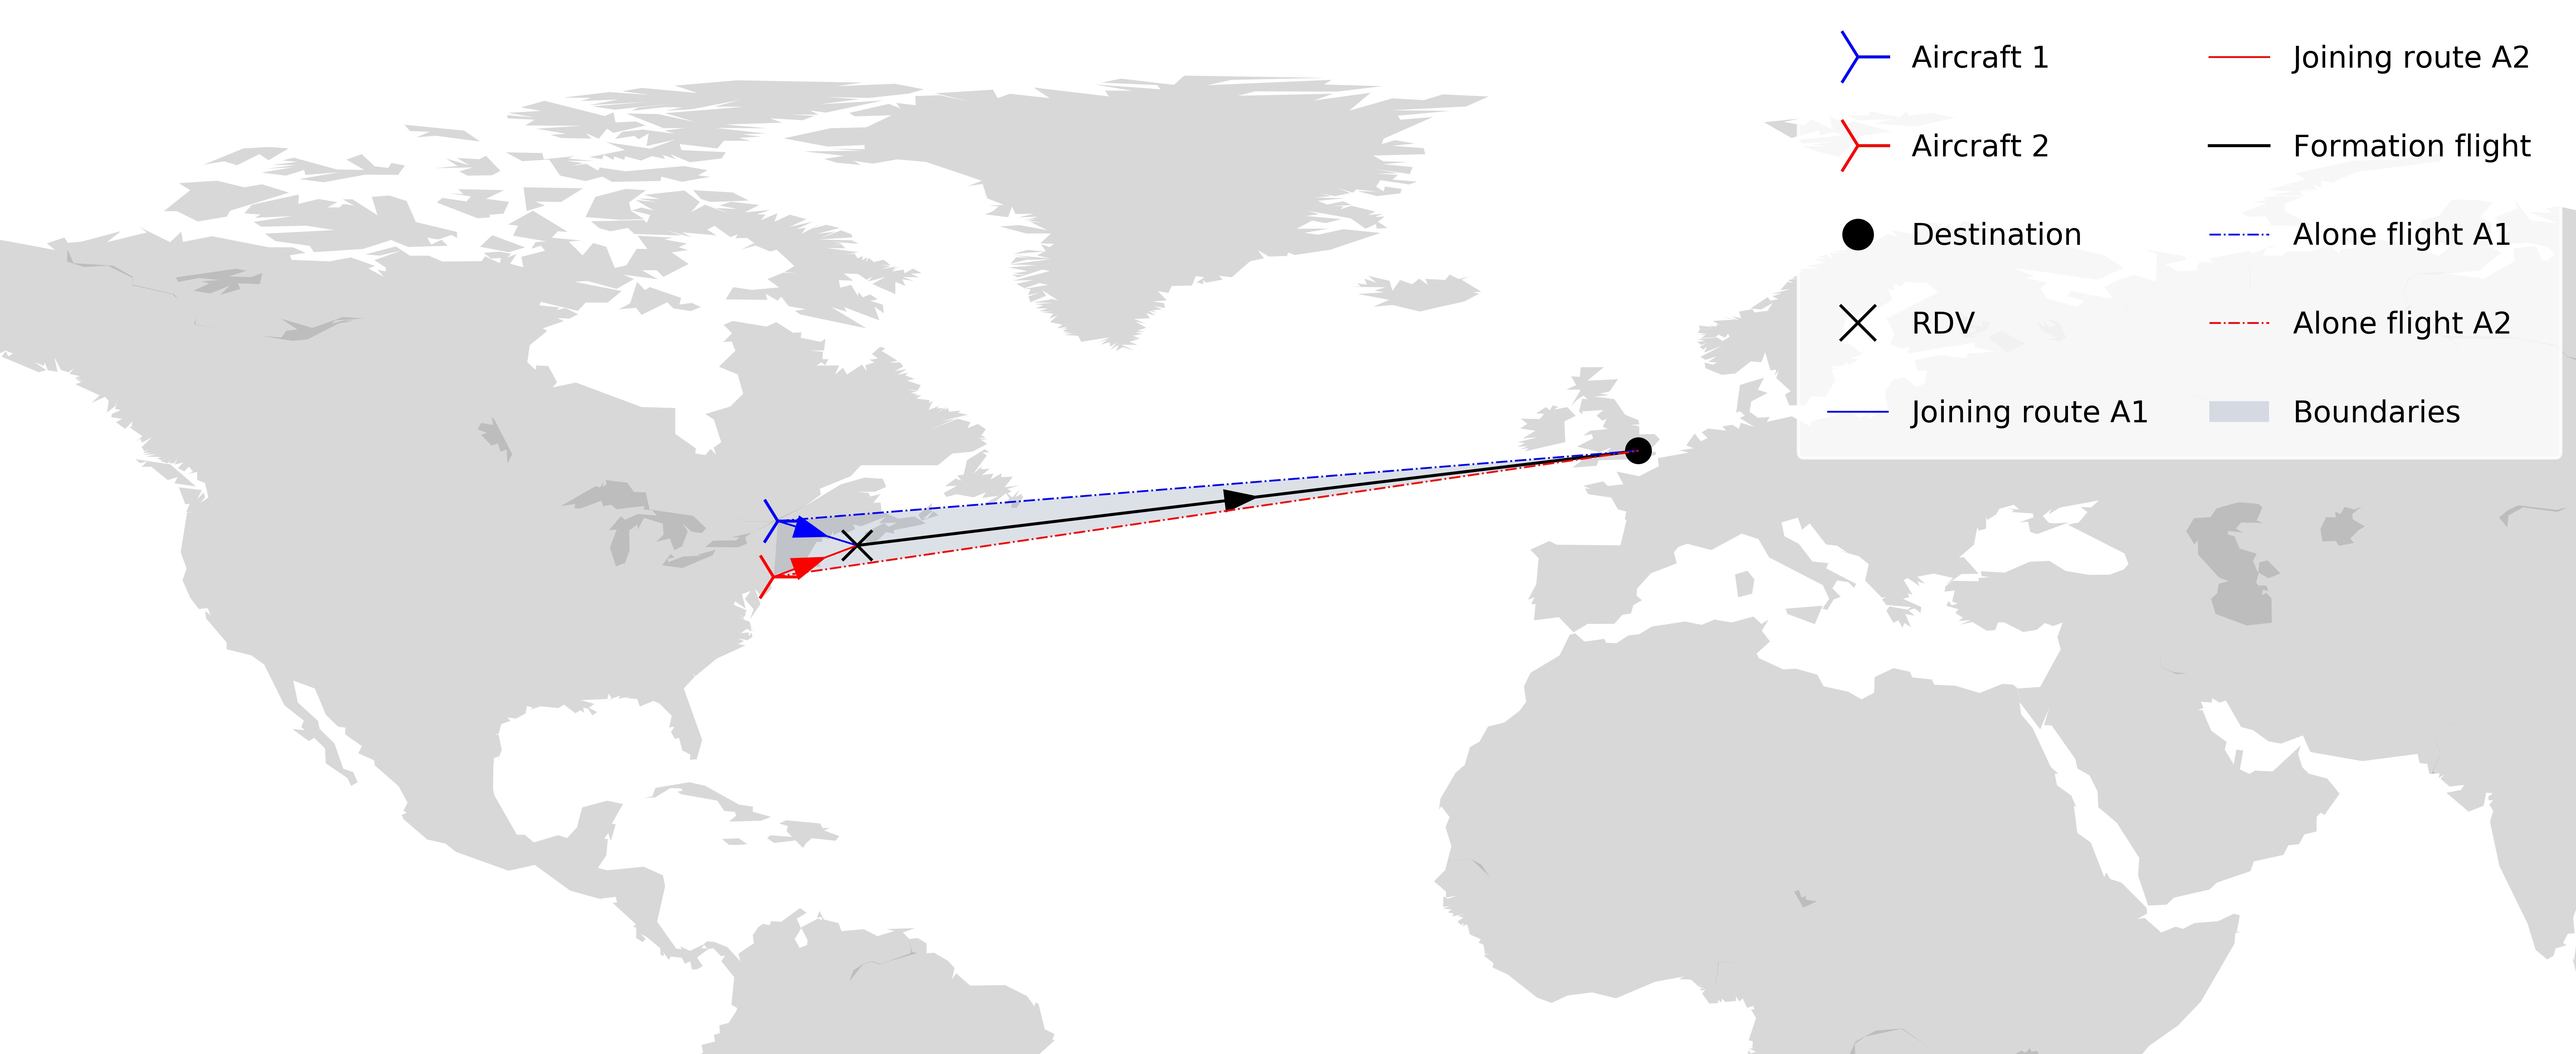 Aircraft 1
Aircraft 2
Destination
RDV
Joining route A1
Joining route A2
Formation flight
Alone flight A1
Alone flight A2
Boundaries